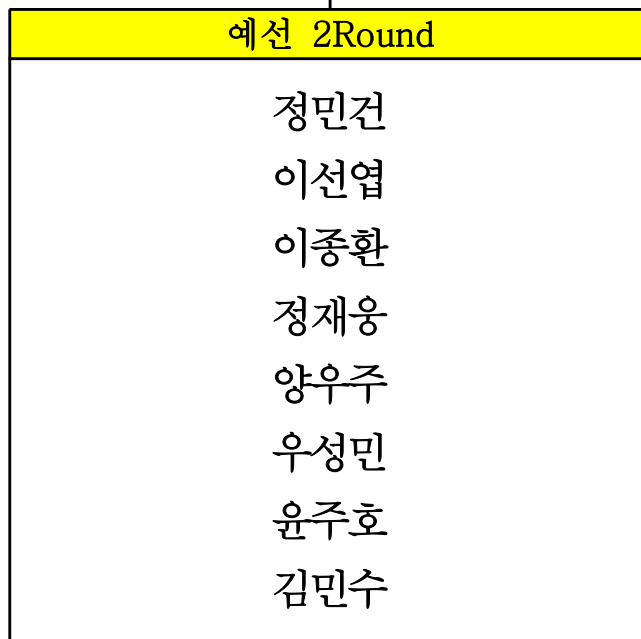 예선 2Round
정민건
이선엽
이종환
정재웅
양우주
우성민
윤주호
김민수